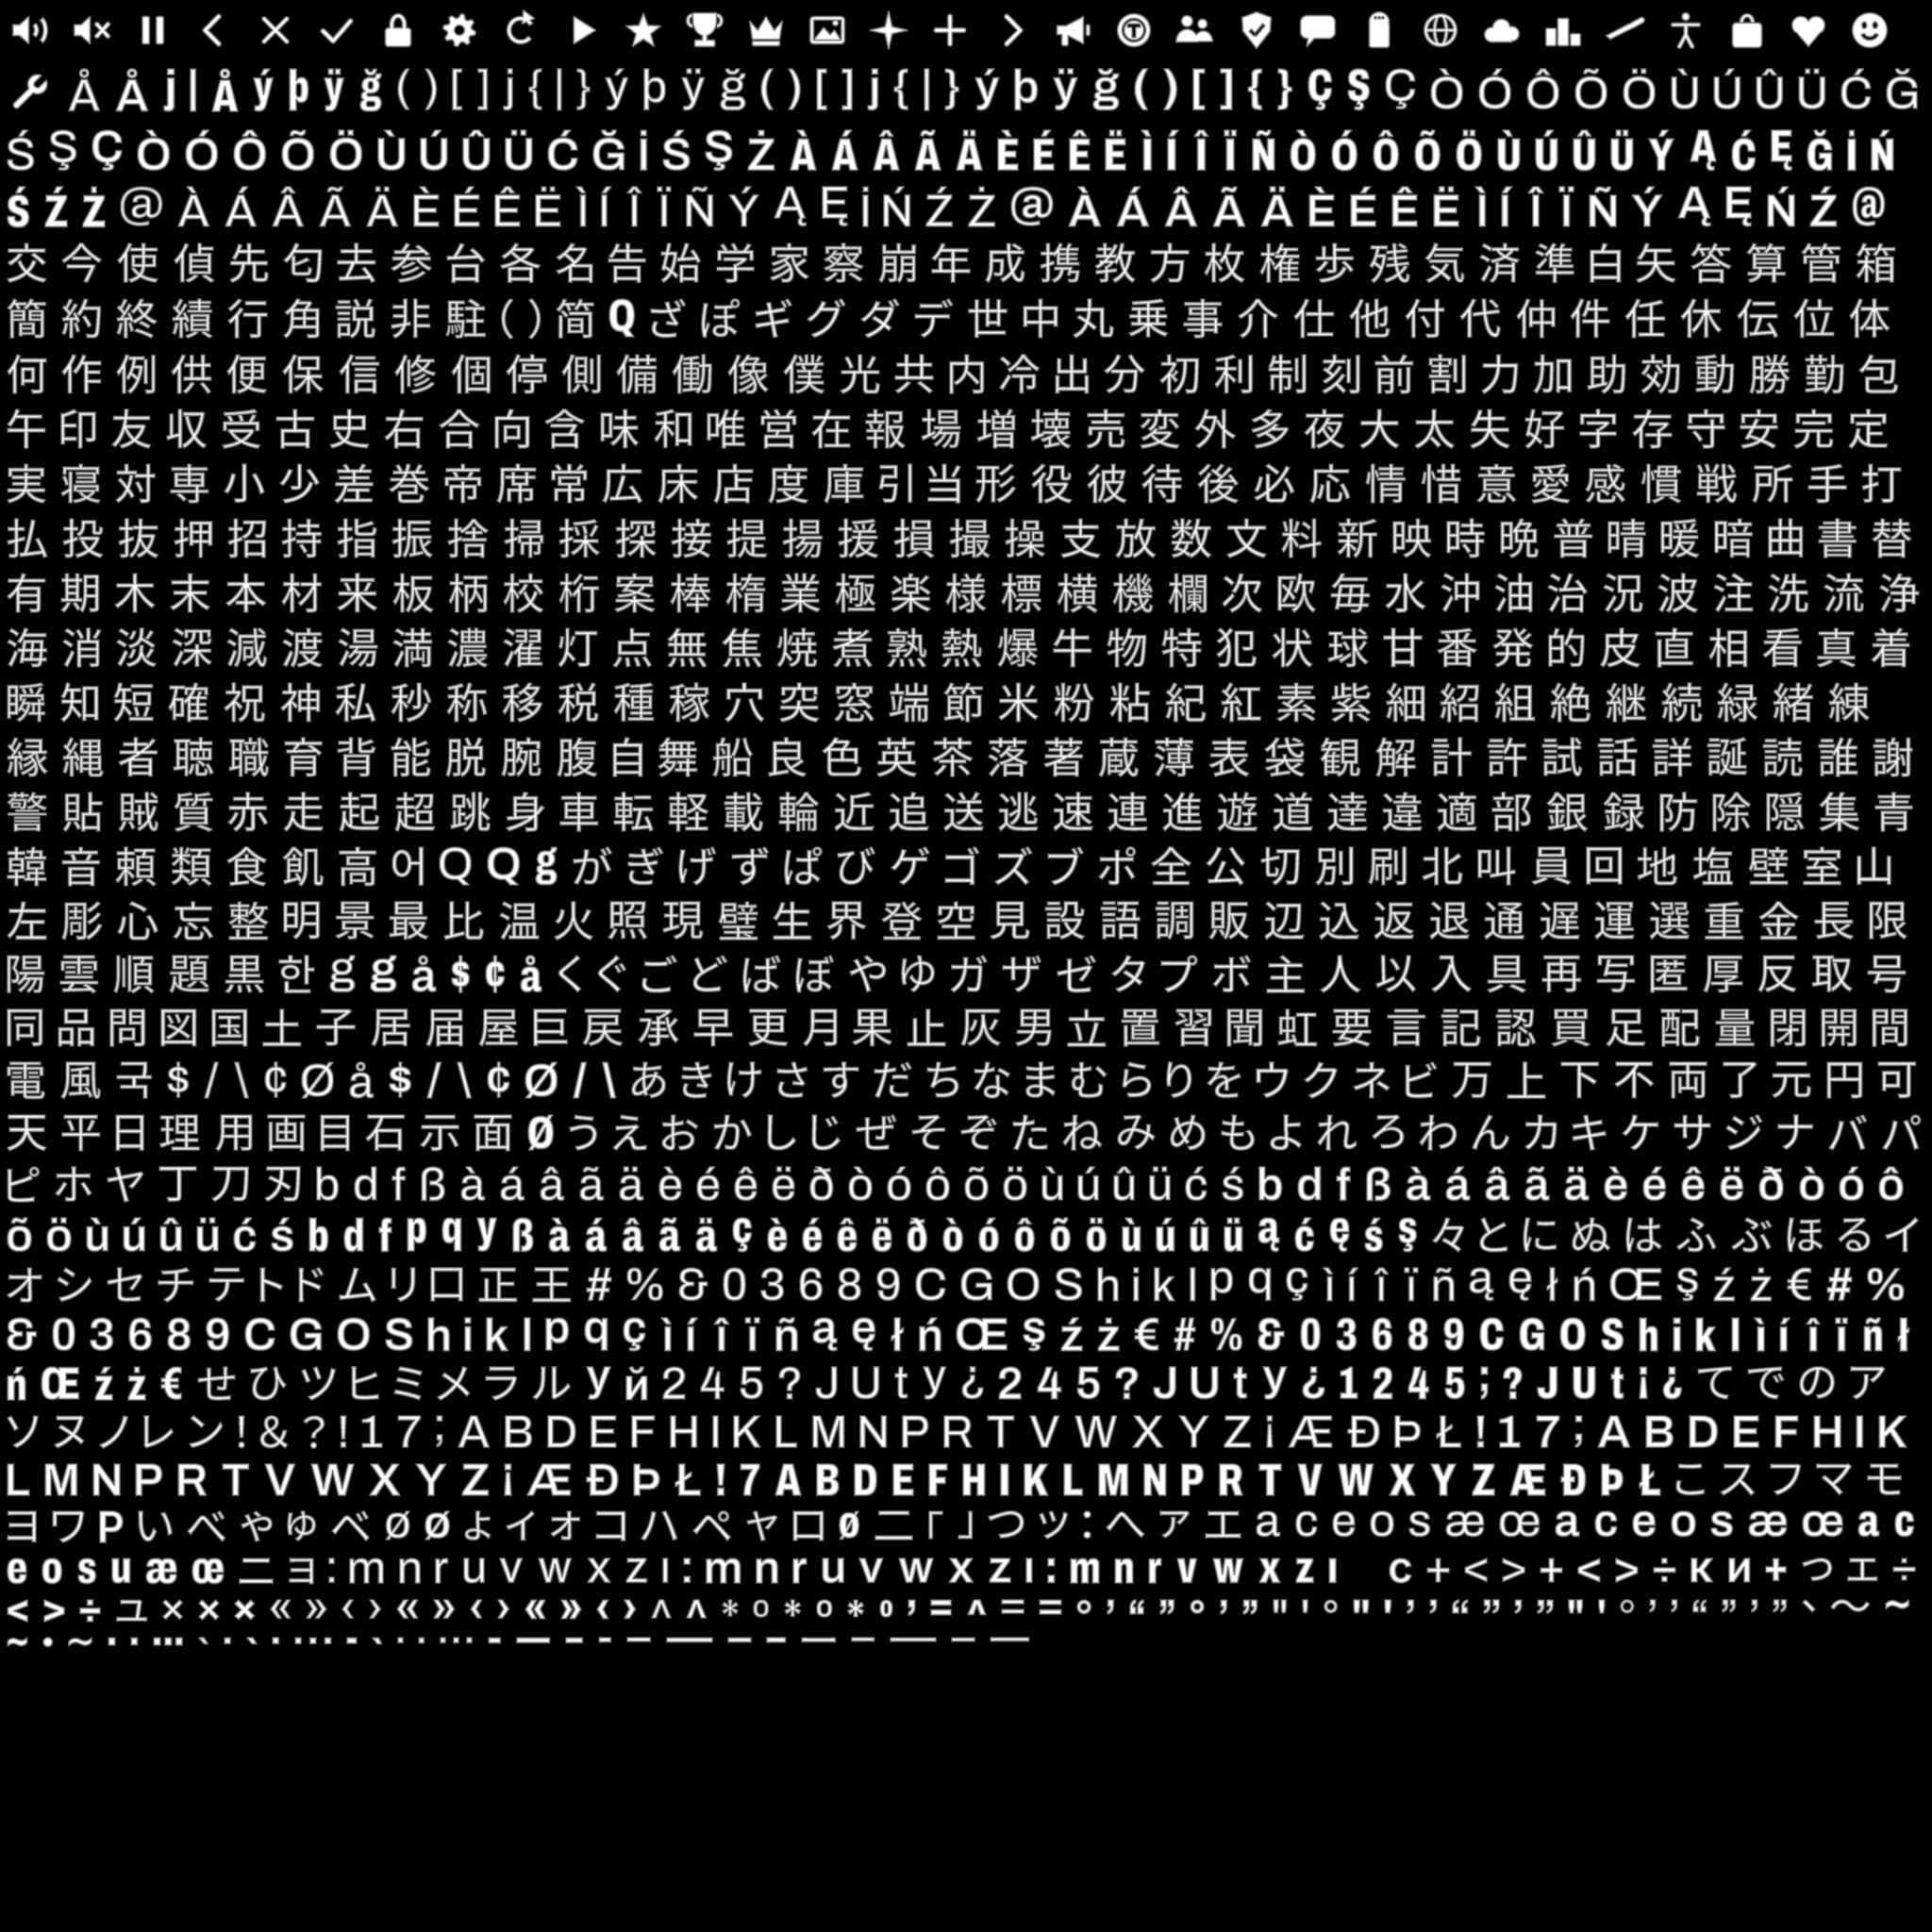 Å Å j | Å ý þ ÿ ğ ( ) [ ] j { | } ý þ ÿ ğ ( ) [ ] j { | } ý þ ÿ ğ ( ) [ ] { } Ç Ş Ç Ò Ó Ô Õ Ö Ù Ú Û Ü Ć Ğ
Ś Ş Ç Ò Ó Ô Õ Ö Ù Ú Û Ü Ć Ğ İ Ś Ş Ż À Á Â Ã Ä È É Ê Ë Ì Í Î Ï Ñ Ò Ó Ô Õ Ö Ù Ú Û Ü Ý Ą Ć Ę Ğ İ Ń
Ś Ź Ż @ À Á Â Ã Ä È É Ê Ë Ì Í Î Ï Ñ Ý Ą Ę İ Ń Ź Ż @ À Á Â Ã Ä È É Ê Ë Ì Í Î Ï Ñ Ý Ą Ę Ń Ź @
交 今 使 偵 先 匂 去 参 台 各 名 告 始 学 家 察 崩 年 成 携 教 方 枚 権 歩 残 気 済 準 白 矢 答 算 管 箱
簡 約 終 績 行 角 説 非 駐 ( ) 简 Q ざ ぽ ギ グ ダ デ 世 中 丸 乗 事 介 仕 他 付 代 仲 件 任 休 伝 位 体
何 作 例 供 便 保 信 修 個 停 側 備 働 像 僕 光 共 内 冷 出 分 初 利 制 刻 前 割 力 加 助 効 動 勝 勤 包
午 印 友 収 受 古 史 右 合 向 含 味 和 唯 営 在 報 場 増 壊 売 変 外 多 夜 大 太 失 好 字 存 守 安 完 定
実 寝 対 専 小 少 差 巻 帝 席 常 広 床 店 度 庫 引 当 形 役 彼 待 後 必 応 情 惜 意 愛 感 慣 戦 所 手 打
払 投 抜 押 招 持 指 振 捨 掃 採 探 接 提 揚 援 損 撮 操 支 放 数 文 料 新 映 時 晩 普 晴 暖 暗 曲 書 替
有 期 木 末 本 材 来 板 柄 校 桁 案 棒 楕 業 極 楽 様 標 横 機 欄 次 欧 毎 水 沖 油 治 況 波 注 洗 流 浄
海 消 淡 深 減 渡 湯 満 濃 濯 灯 点 無 焦 焼 煮 熟 熱 爆 牛 物 特 犯 状 球 甘 番 発 的 皮 直 相 看 真 着
瞬 知 短 確 祝 神 私 秒 称 移 税 種 稼 穴 突 窓 端 節 米 粉 粘 紀 紅 素 紫 細 紹 組 絶 継 続 緑 緒 練
縁 縄 者 聴 職 育 背 能 脱 腕 腹 自 舞 船 良 色 英 茶 落 著 蔵 薄 表 袋 観 解 計 許 試 話 詳 誕 読 誰 謝
警 貼 賊 質 赤 走 起 超 跳 身 車 転 軽 載 輪 近 追 送 逃 速 連 進 遊 道 達 違 適 部 銀 録 防 除 隠 集 青
韓 音 頼 類 食 飢 高 어 Q Q g が ぎ げ ず ぱ び ゲ ゴ ズ ブ ポ 全 公 切 別 刷 北 叫 員 回 地 塩 壁 室 山
左 彫 心 忘 整 明 景 最 比 温 火 照 現 璧 生 界 登 空 見 設 語 調 販 辺 込 返 退 通 遅 運 選 重 金 長 限
陽 雲 順 題 黒 한 g g å $ ¢ å く ぐ ご ど ば ぼ や ゆ ガ ザ ゼ タ プ ボ 主 人 以 入 具 再 写 匿 厚 反 取 号
同 品 問 図 国 土 子 居 届 屋 巨 戻 承 早 更 月 果 止 灰 男 立 置 習 聞 虹 要 言 記 認 買 足 配 量 閉 開 間
電 風 국 $ / \ ¢ Ø å $ / \ ¢ Ø / \ あ き け さ す だ ち な ま む ら り を ウ ク ネ ビ 万 上 下 不 両 了 元 円 可
天 平 日 理 用 画 目 石 示 面 Ø う え お か し じ ぜ そ ぞ た ね み め も よ れ ろ わ ん カ キ ケ サ ジ ナ バ パ
ピ ホ ヤ 丁 刀 刃 b d f ß à á â ã ä è é ê ë ð ò ó ô õ ö ù ú û ü ć ś b d f ß à á â ã ä è é ê ë ð ò ó ô
õ ö ù ú û ü ć ś b d f p q y ß à á â ã ä ç è é ê ë ð ò ó ô õ ö ù ú û ü ą ć ę ś ş 々 と に ぬ は ふ ぶ ほ る イ
オ シ セ チ テ ト ド ム リ 口 正 王 # % & 0 3 6 8 9 C G O S h i k l p q ç ì í î ï ñ ą ę ł ń Œ ş ź ż € # %
& 0 3 6 8 9 C G O S h i k l p q ç ì í î ï ñ ą ę ł ń Œ ş ź ż € # % & 0 3 6 8 9 C G O S h i k l ì í î ï ñ ł
ń Œ ź ż € せ ひ ツ ヒ ミ メ ラ ル У й 2 4 5 ? J U t y ¿ 2 4 5 ? J U t y ¿ 1 2 4 5 ; ? J U t ¡ ¿ て で の ア
ソ ヌ ノ レ ン ! & ? ! 1 7 ; A B D E F H I K L M N P R T V W X Y Z ¡ Æ Ð Þ Ł ! 1 7 ; A B D E F H I K
L M N P R T V W X Y Z ¡ Æ Ð Þ Ł ! 7 A B D E F H I K L M N P R T V W X Y Z Æ Ð Þ Ł こ ス フ マ モ
ヨ ワ Р い べ ゃ ゅ ベ ø ø ょ ィ ォ コ ハ ペ ャ ロ ø 二 「 」 つ ッ : へ ァ エ a c e o s æ œ a c e o s æ œ a c
e o s u æ œ ニ ョ : m n r u v w x z ı : m n r u v w x z ı : m n r v w x z ı с + < > + < > ÷ к и + っ ェ ÷
< > ÷ ュ × × × « » ‹ › « » ‹ › « » ‹ › ^ ^ * o * o * o ’ = ^ = = ° ’ “ ” ° ’ ” " ' ° " ' ’ ’ “ ” ’ ” " ' ° ’ ’ “ ” ’ ” 丶 ～ ~